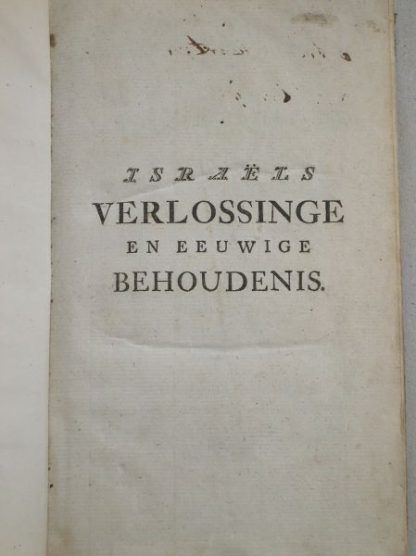 ISRAËLS
VERLOSSINGE
EN EEUWIGE
BEHOUDENIS.